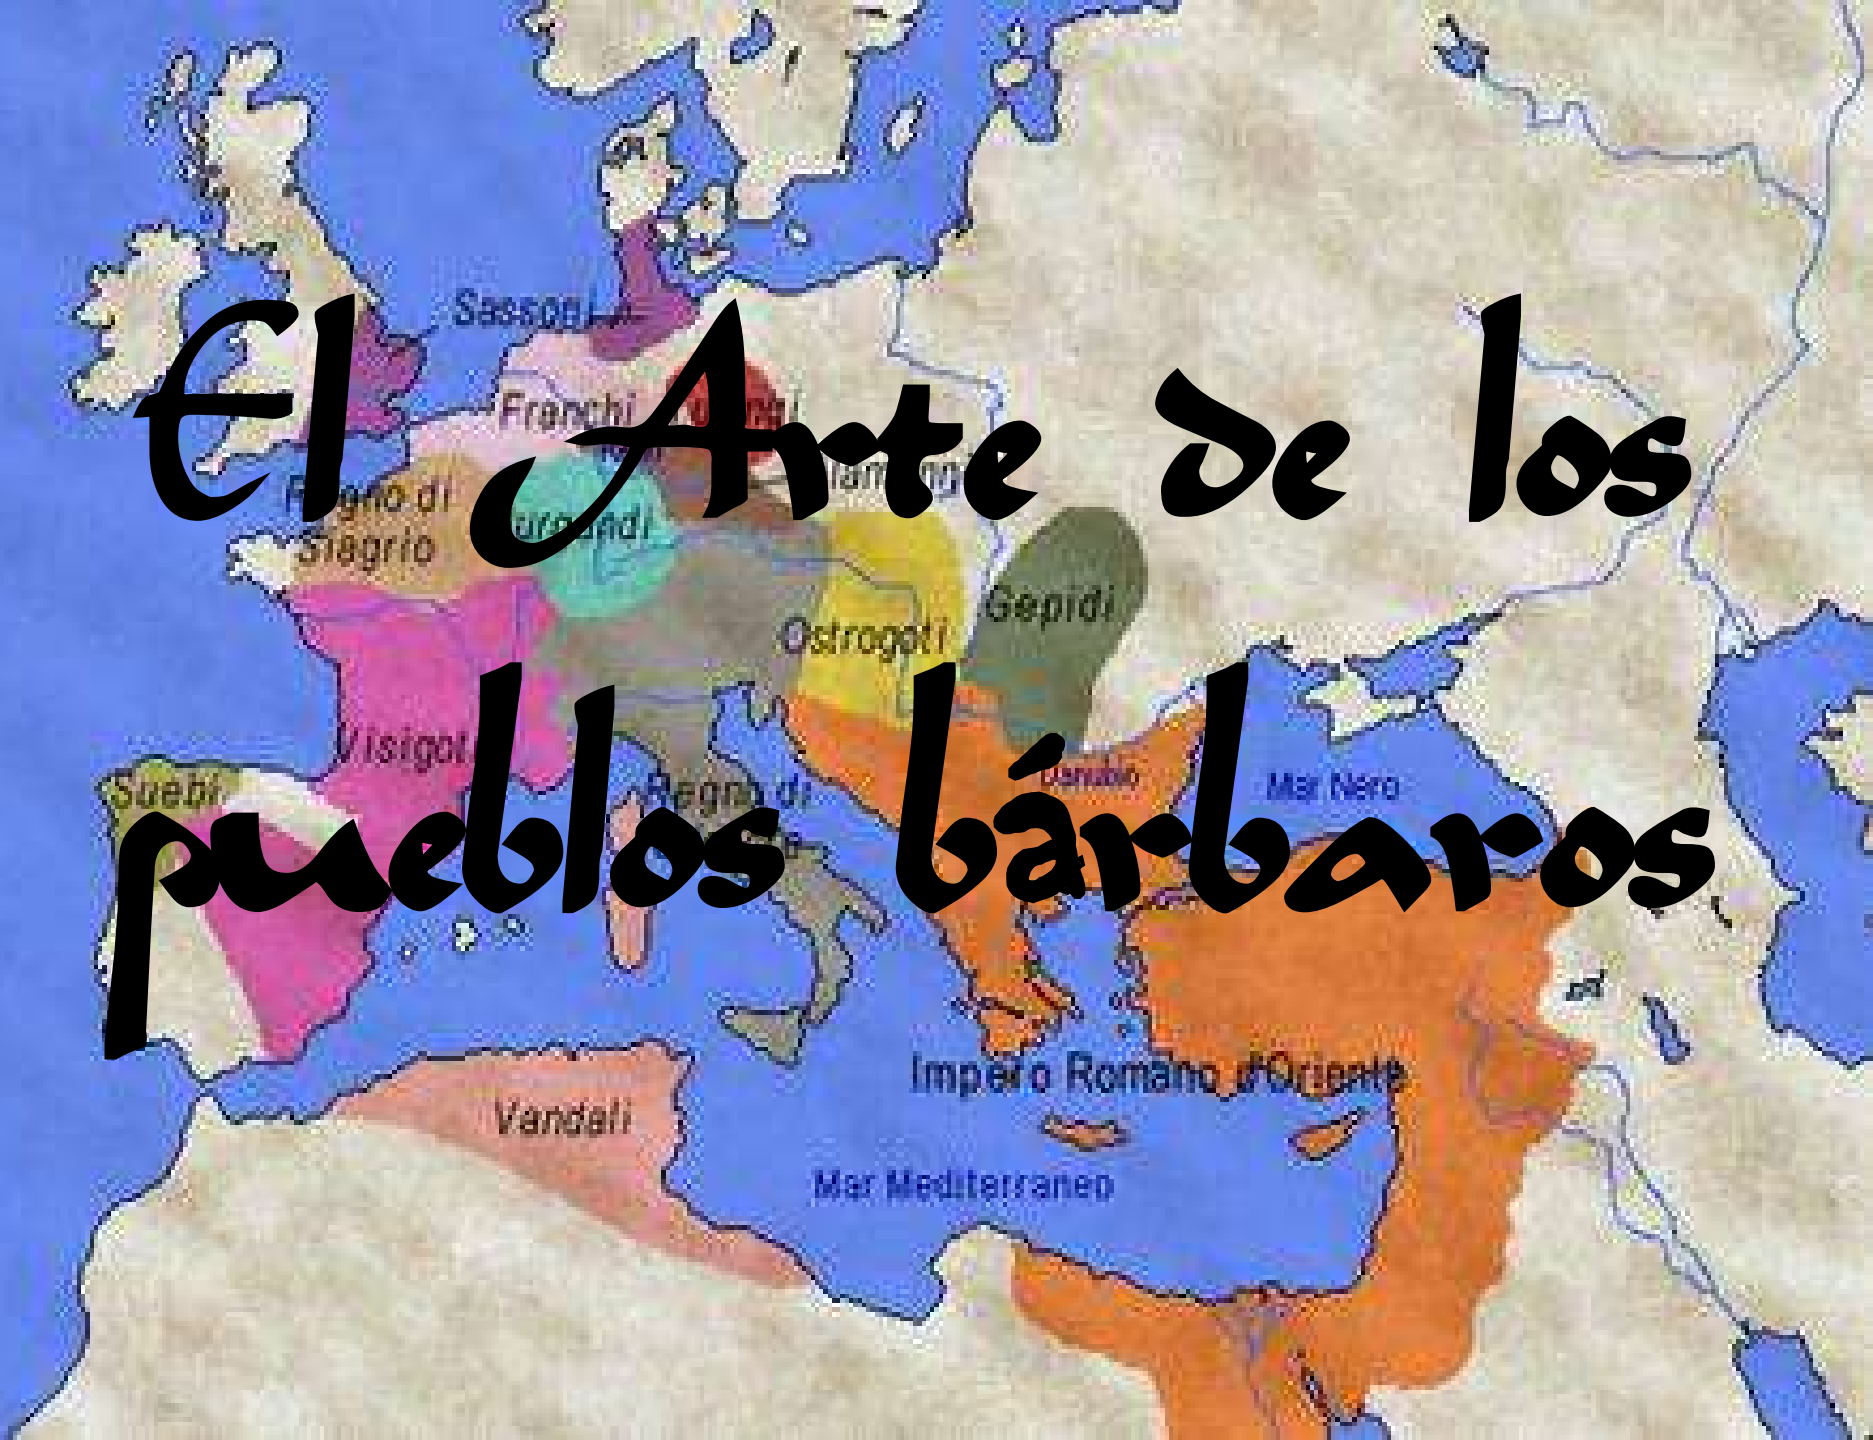 El Arte de los
pueblos bárbaros
Sassoni
Franchi
Regno di
Siagrio
Gepidi
Ostrogoti
Suebi
Regno di
Danubio
Mar Nero
Impero Romano d'Oriente
Vandali
Mar Mediterraneo